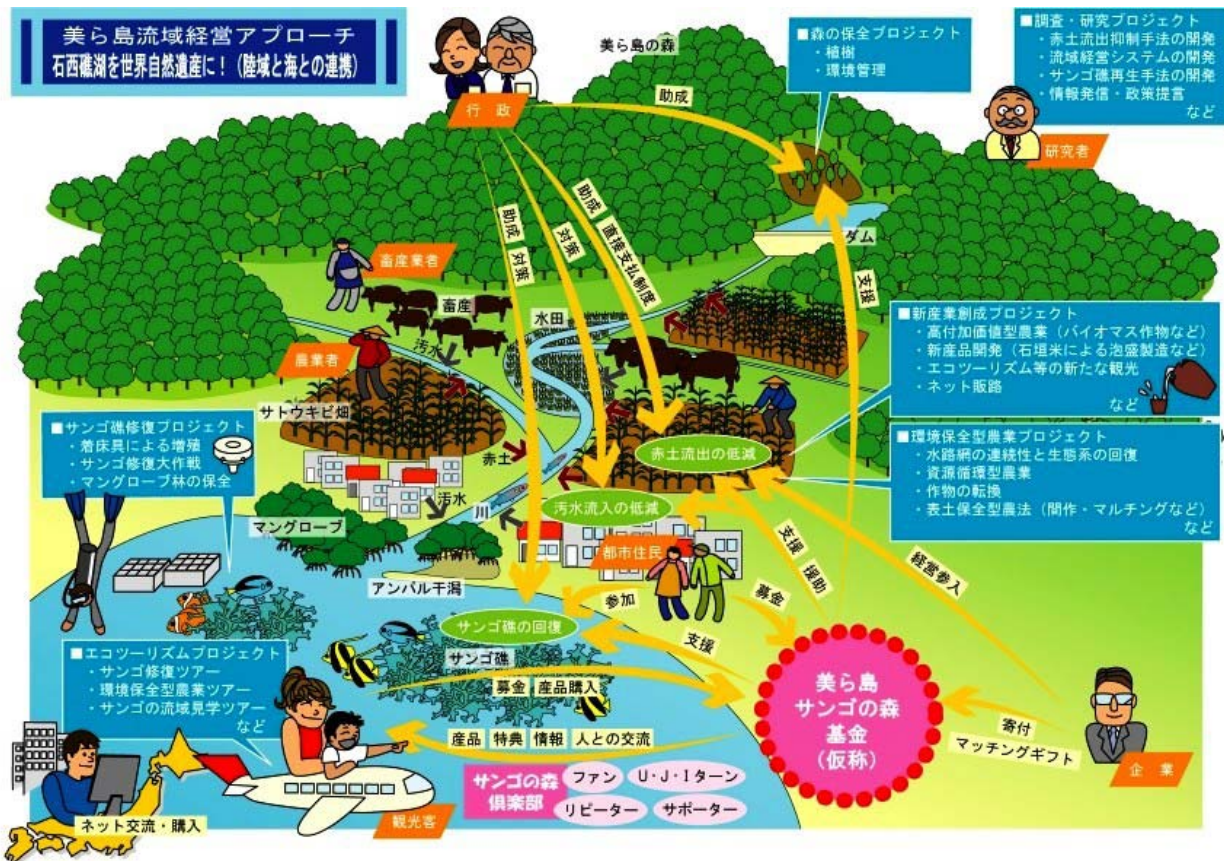 美ら島流域経営アプローチ
石西礁湖を世界自然遺産に！（陸域と海との連携）
行政
美ら島の森
助成
■森の保全プロジェクト
・植樹
・環境管理
■調査・研究プロジェクト
・赤土流出抑制手法の開発
・流域経営システムの開発
・サンゴ礁再生手法の開発
・情報発信・政策提言
など
研究者
助成
対策
対策
助成
直接支払制度
ダム
支援
畜産業者
畜産
汚水
水田
農業者
サトウキビ畑
赤土
■新産業創成プロジェクト
・高付加価値型農業（バイオマス作物など）
・新産品開発（石垣米による泡盛製造など）
・エコツーリズム等の新たな観光
・ネット販路
など
■サンゴ礁修復プロジェクト
・着床具による増殖
・サンゴ修復大作戦
・マングローブ林の保全
赤土流出の低減
■環境保全型農業プロジェクト
・水路網の連続性と生態系の回復
・資源循環型農業
・作物の転換
・表土保全型農法（間作・マルチングなど）
など
汚水
川
汚水流入の低減
マングローブ
都市住民
支援
援助
経営参入
アンパル干潟
参加
募金
サンゴ礁の回復
支援
サンゴ礁
■エコツーリズムプロジェクト
・サンゴ修復ツアー
・環境保全型農業ツアー
・サンゴの流域見学ツアー
など
募金 産品購入
美ら島
サンゴの森
基金
（仮称）
寄付
マッチングギフト
企業
産品 特典 情報 人との交流
サンゴの森
倶楽部
ファン
U・J・Iターン
リピーター
サポーター
観光客
ネット交流・購入